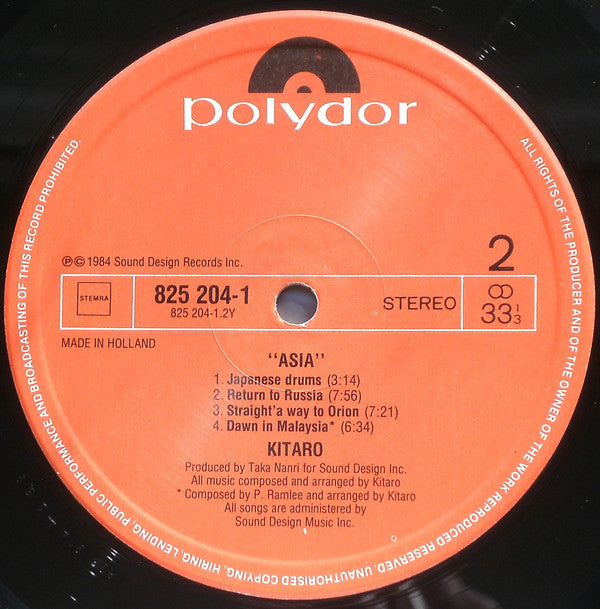 polydor
ALL RIGHTS OF THE PRODUCER AND OF THE OWNER OF THE WORK REPRODUCED RESERVED. UNAUTHORISED COPYING, HIRING, LENDING, PUBLIC PERFORMANCE AND BROADCASTING OF THIS RECORD PROHIBITED.
℗© 1984 Sound Design Records Inc.
2
STEMRA
825 204-1
825 204-1.2Y
STEREO
33 1/3
MADE IN HOLLAND
"ASIA"
1. Japanese drums (3:14)
2. Return to Russia (7:56)
3. Straight'a way to Orion (7:21)
4. Dawn in Malaysia* (6:34)
KITARO
Produced by Taka Nanri for Sound Design Inc.
All music composed and arranged by Kitaro
* Composed by P. Ramlee and arranged by Kitaro
All songs are administered by
Sound Design Music Inc.